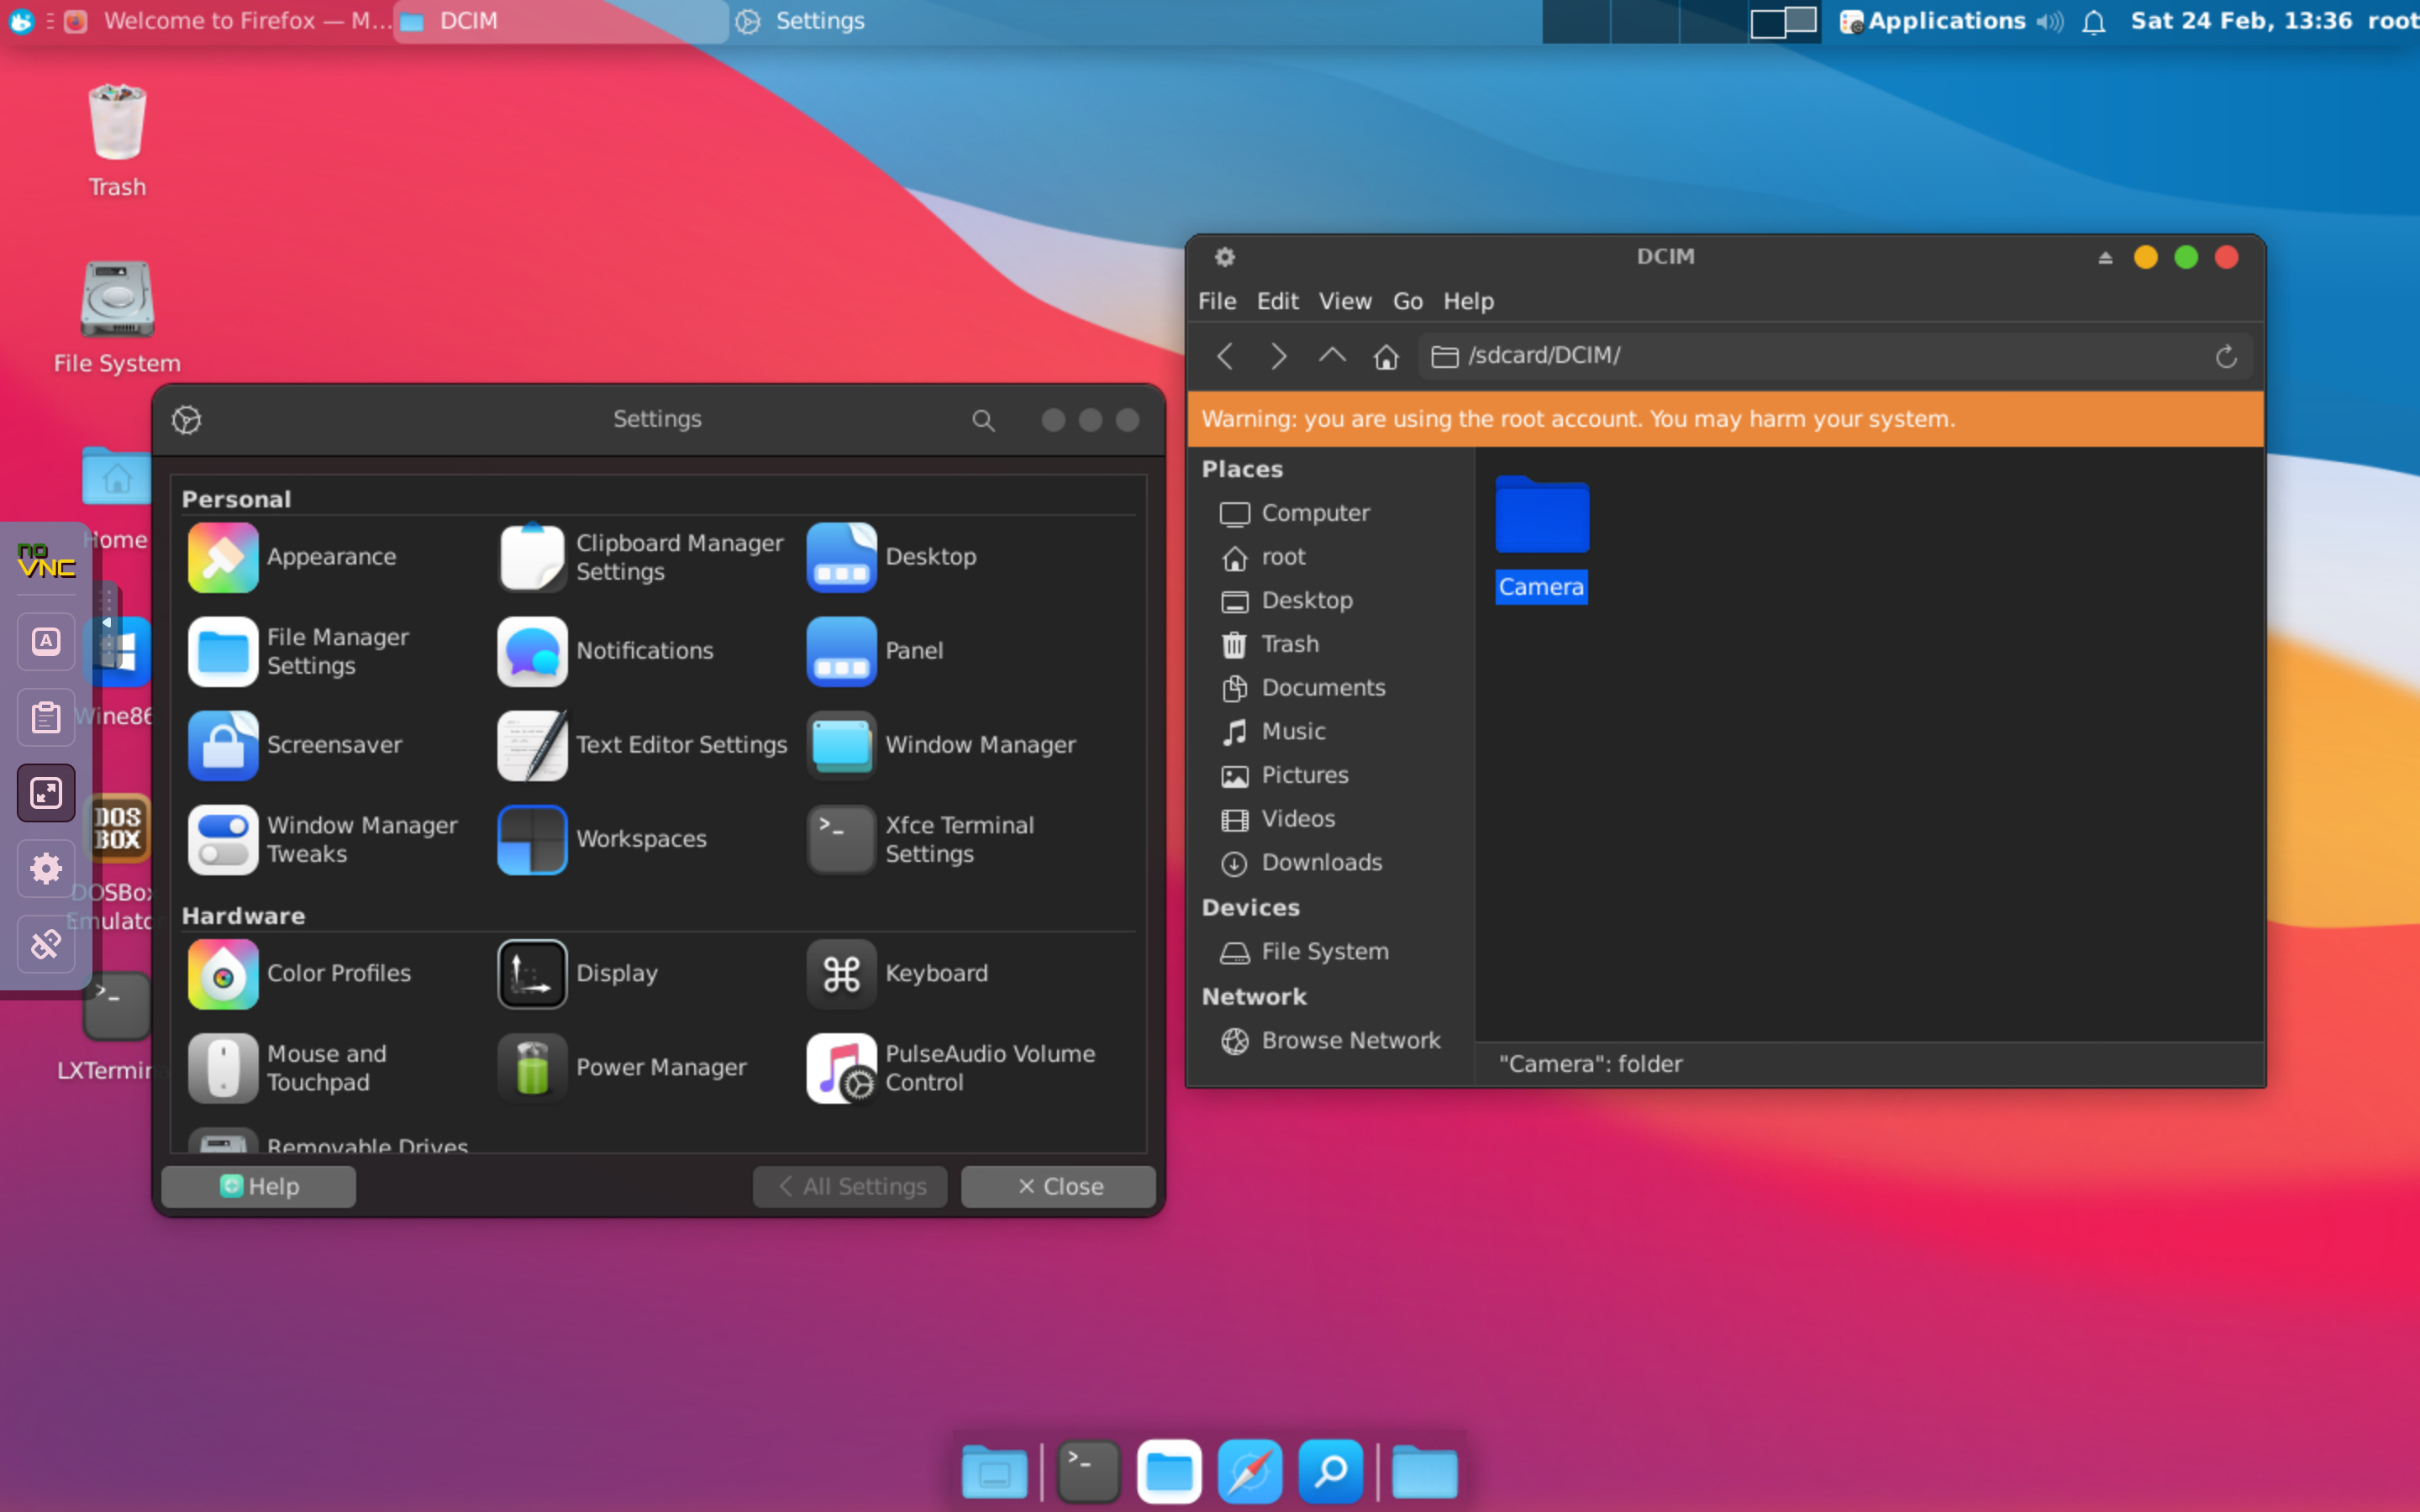 Welcome to Firefox — M...
DCIM
Settings
Applications
Sat 24 Feb, 13:36
root
Trash
File System
Home
Wine86
DOS
BOX
DOSBox
Emulato
>_
LXTermin
no
VNC
A
Settings
Personal
Appearance
Clipboard Manager
Settings
Desktop
File Manager
Settings
Notifications
Panel
Screensaver
Text Editor Settings
Window Manager
Window Manager
Tweaks
Workspaces
>_
Xfce Terminal
Settings
Hardware
Color Profiles
Display
Keyboard
Mouse and
Touchpad
Power Manager
PulseAudio Volume
Control
Removable Drives
Help
All Settings
Close
DCIM
File Edit View Go Help
/sdcard/DCIM/
Warning: you are using the root account. You may harm your system.
Places
Computer
root
Desktop
Trash
Documents
Music
Pictures
Videos
Downloads
Devices
File System
Network
Browse Network
Camera
"Camera": folder
>_